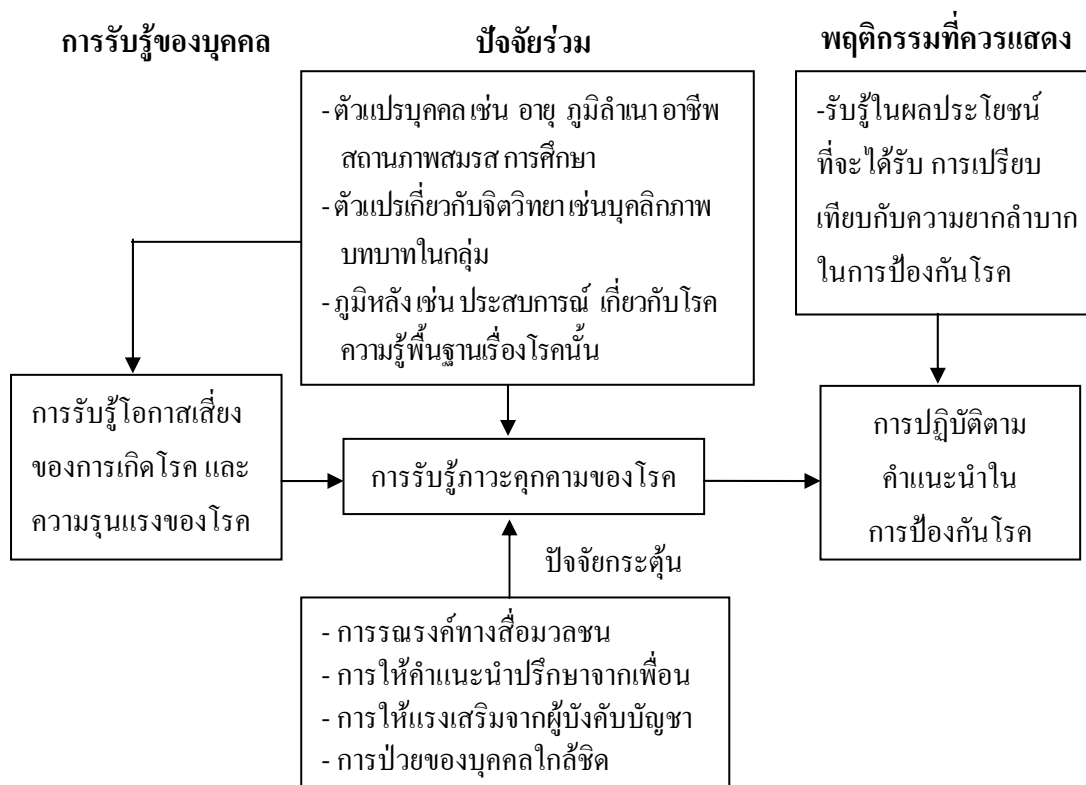 การรับรู้ของบุคคล
ปัจจัยร่วม
พฤติกรรมที่ควรแสดง
- ตัวแปรบุคคล เช่น อายุ ภูมิลำเนา อาชีพ
สถานภาพสมรส การศึกษา
- ตัวแปรเกี่ยวกับจิตวิทยา เช่นบุคลิกภาพ
บทบาทในกลุ่ม
- ภูมิหลัง เช่น ประสบการณ์ เกี่ยวกับโรค
ความรู้พื้นฐานเรื่องโรคนั้น
-รับรู้ในผลประโยชน์
ที่จะได้รับ การเปรียบ
เทียบกับความยากลำบาก
ในการป้องกันโรค
การรับรู้โอกาสเสี่ยง
ของการเกิดโรค และ
ความรุนแรงของโรค
การรับรู้ภาวะคุกคามของโรค
การปฏิบัติตาม
คำแนะนำใน
การป้องกันโรค
ปัจจัยกระตุ้น
- การรณรงค์ทางสื่อมวลชน
- การให้คำแนะนำปรึกษาจากเพื่อน
- การให้แรงเสริมจากผู้บังคับบัญชา
- การป่วยของบุคคลใกล้ชิด